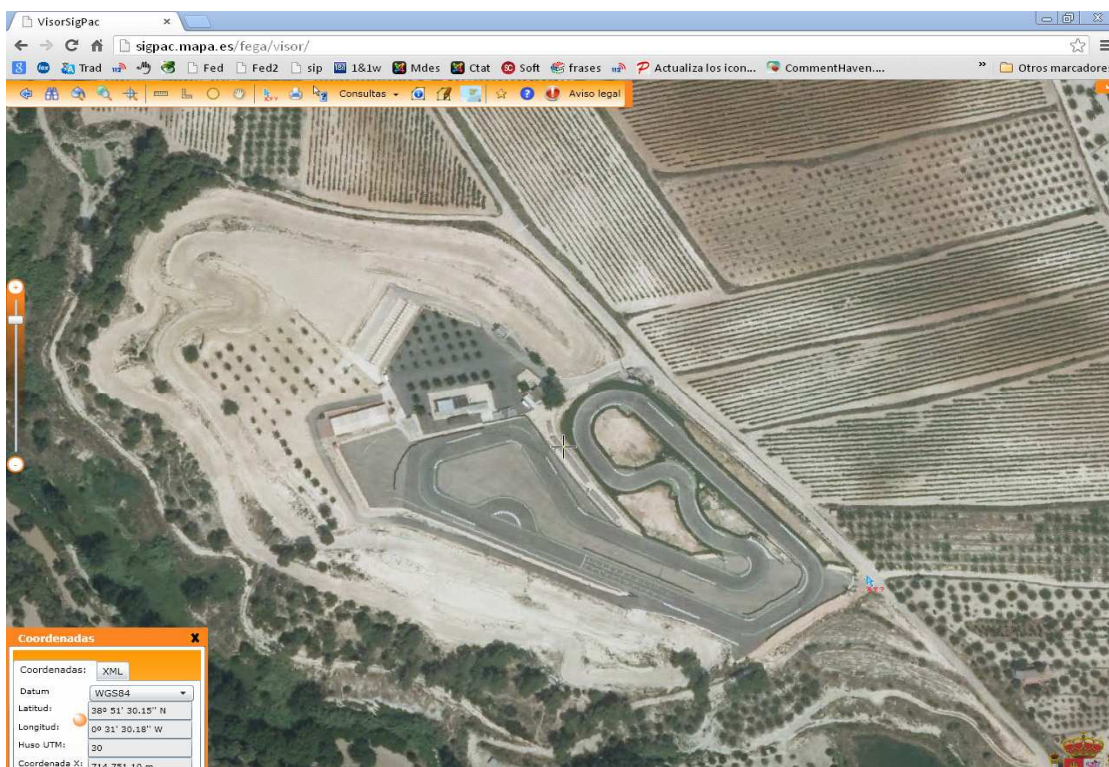 VisorSigPac
sigpac.mapa.es/fega/visor/
Trad Fed Fed2 sip 1&1w Mdes Ctat Soft frases Actualiza los icon... CommentHaven.... » Otros marcadores
Consultas Aviso legal
Coordenadas x
Coordenadas: XML
Datum WGS84
Latitud: 38º 51' 30.15" N
Longitud: 0º 31' 30.18" W
Huso UTM: 30
Coordenada X: 714.751,10 m